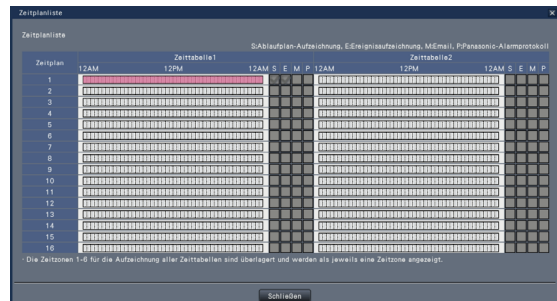 Zeitplanliste
Zeitplanliste
S:Ablaufplan-Aufzeichnung, E:Ereignisaufzeichnung, M:Email, P:Panasonic-Alarmprotokoll
Zeitplan Zeittabelle1 Zeittabelle2
12AM 12PM 12AM S E M P 12AM 12PM 12AM S E M P
1
2
3
4
5
6
7
8
9
10
11
12
13
14
15
16
· Die Zeitzonen 1-6 für die Aufzeichnung aller Zeittabellen sind überlagert und werden als jeweils eine Zeitzone angezeigt.
Schließen